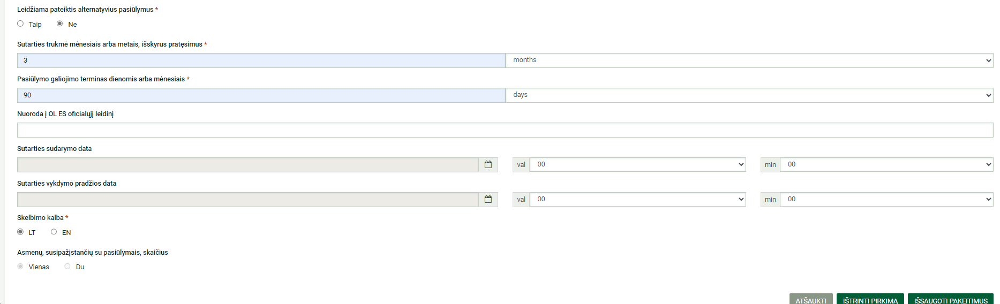 Leidžiama pateiktis alternatyvius pasiūlymus *
Taip Ne
Sutarties trukmė mėnesiais arba metais, išskyrus pratęsimus *
3 months
Pasiūlymo galiojimo terminas dienomis arba mėnesiais *
90 days
Nuoroda į OL ES oficialųjį leidinį
Sutarties sudarymo data
val 00 min 00
Sutarties vykdymo pradžios data
val 00 min 00
Skelbimo kalba *
LT EN
Asmenų, susipažįstančių su pasiūlymais, skaičius
Vienas Du
ATŠAUKTI IŠTRINTI PIRKIMĄ IŠSAUGOTI PAKEITIMUS